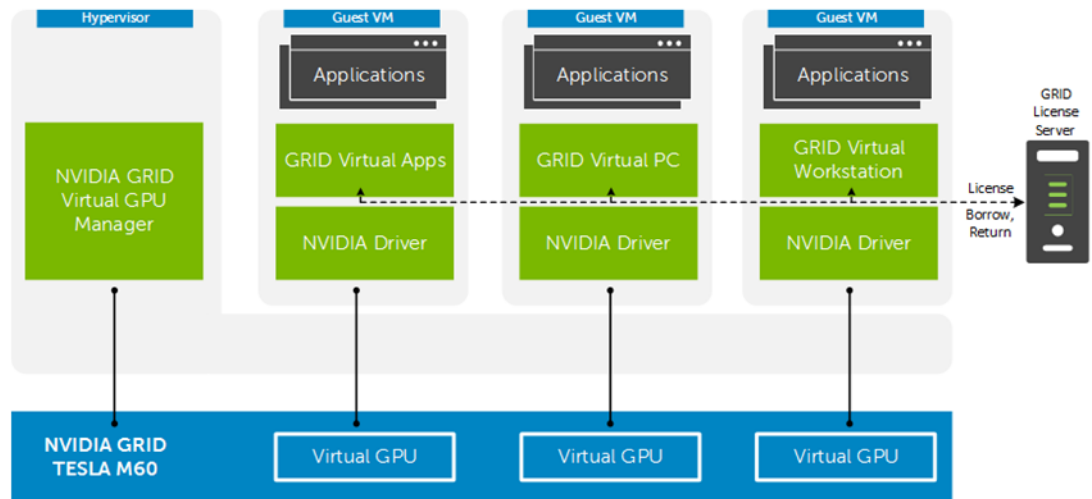 Hypervisor
Guest VM
Guest VM
Guest VM
Applications
Applications
Applications
GRID
License
Server
NVIDIA GRID
Virtual GPU
Manager
GRID Virtual Apps
GRID Virtual PC
GRID Virtual
Workstation
License
Borrow,
Return
NVIDIA Driver
NVIDIA Driver
NVIDIA Driver
NVIDIA GRID
TESLA M60
Virtual GPU
Virtual GPU
Virtual GPU